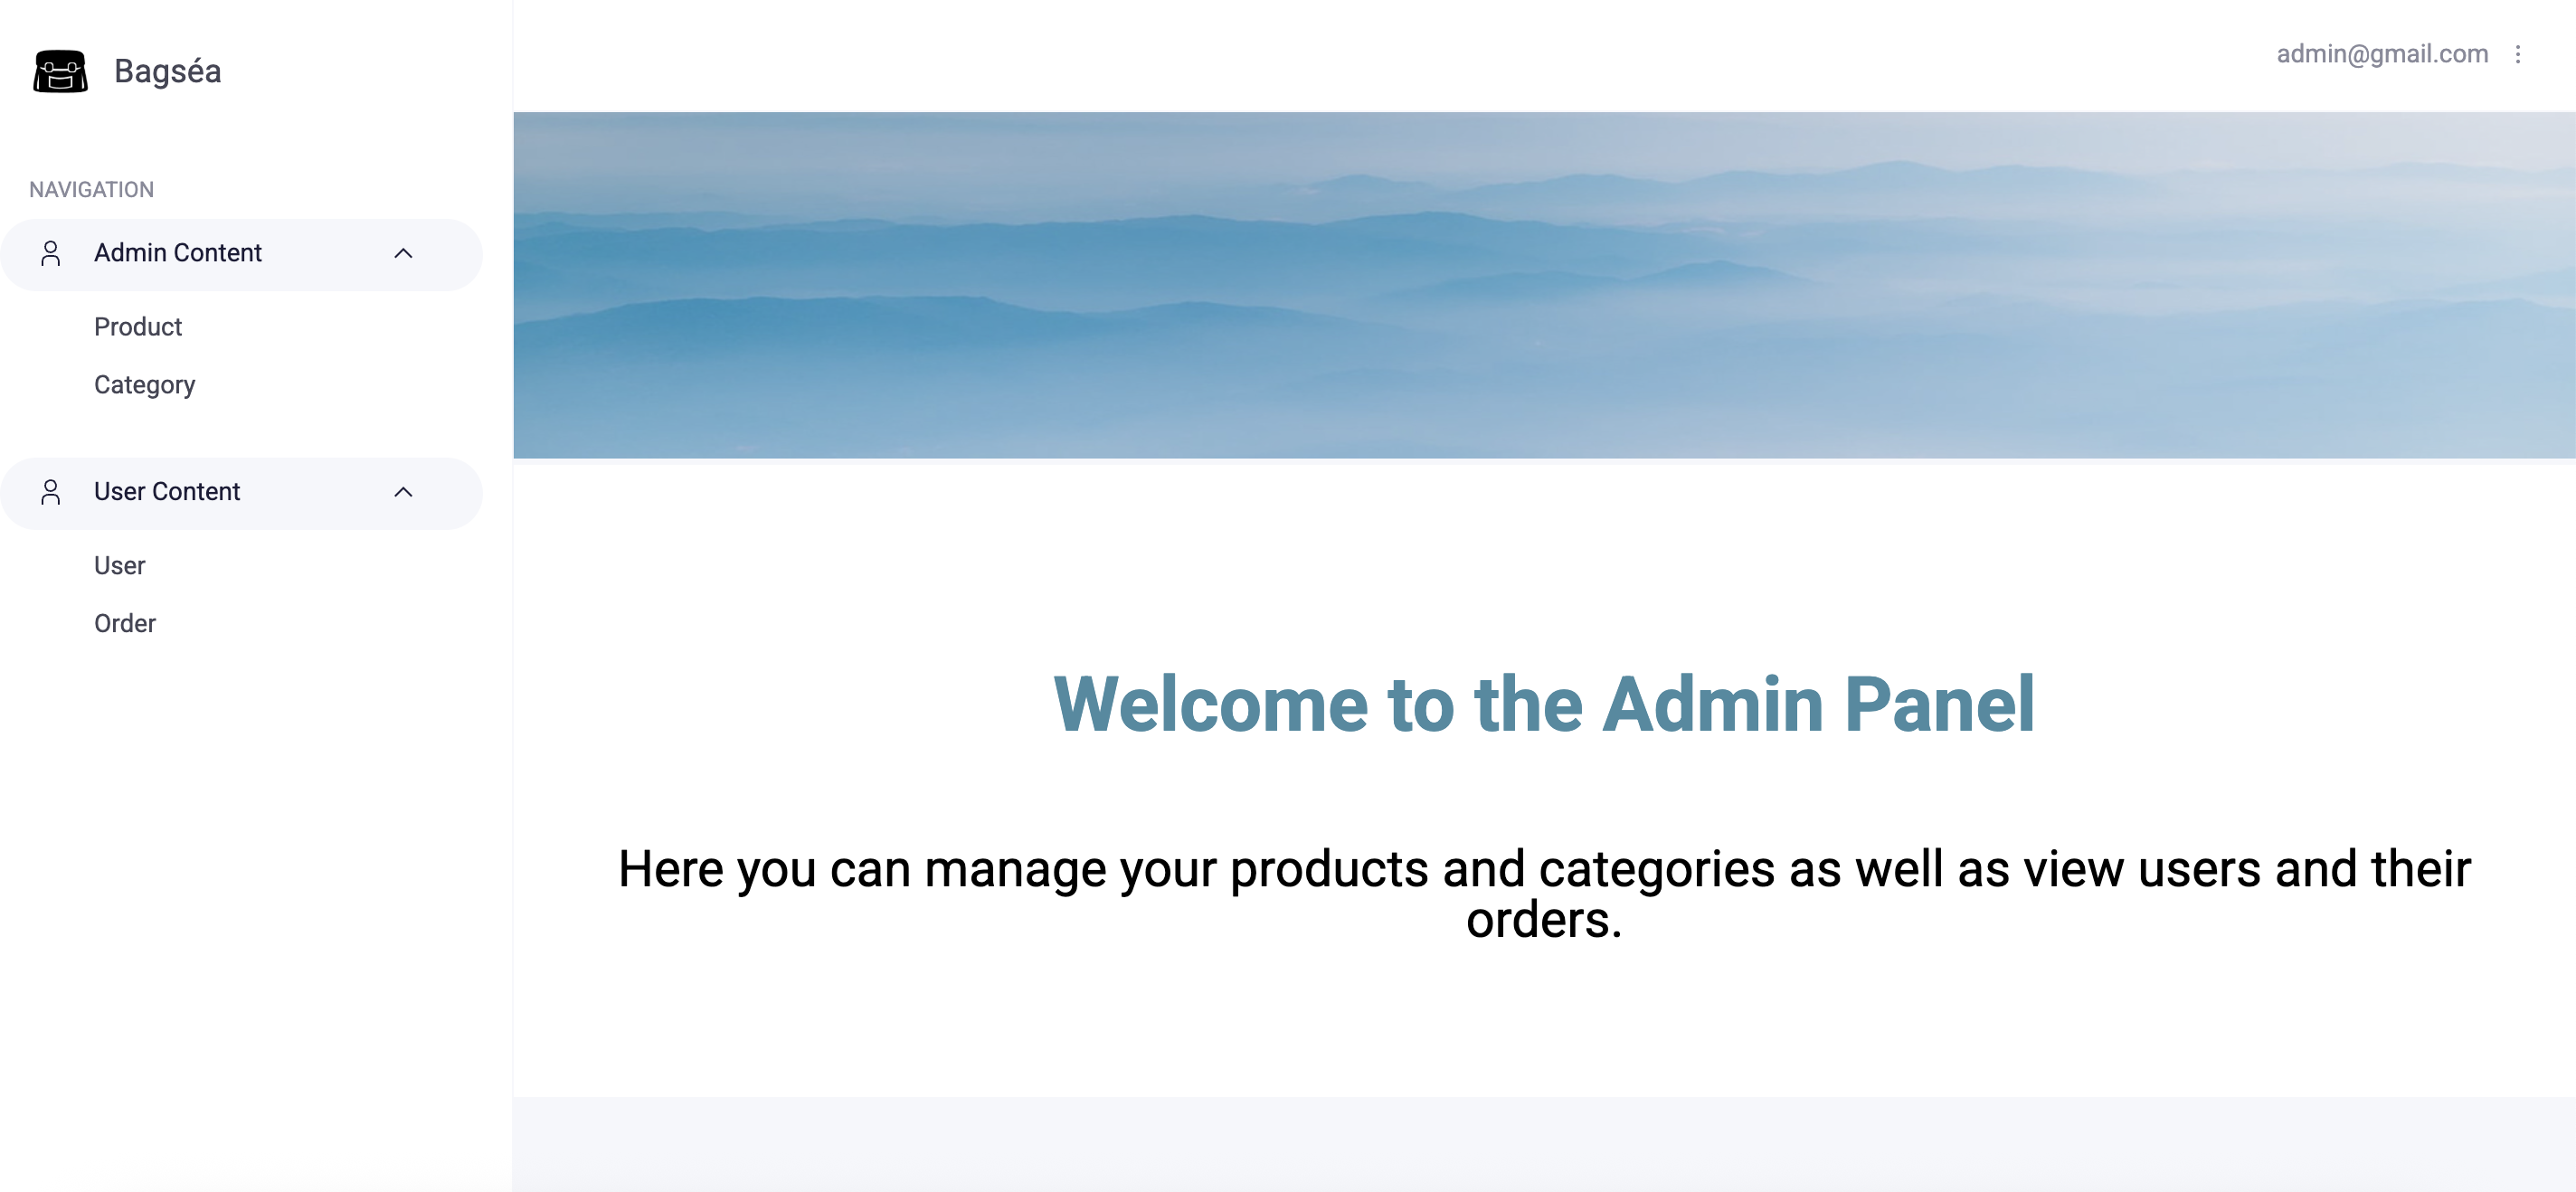 Bagséa
admin@gmail.com
NAVIGATION
Admin Content
Product
Category
User Content
User
Order
Welcome to the Admin Panel
Here you can manage your products and categories as well as view users and their
orders.